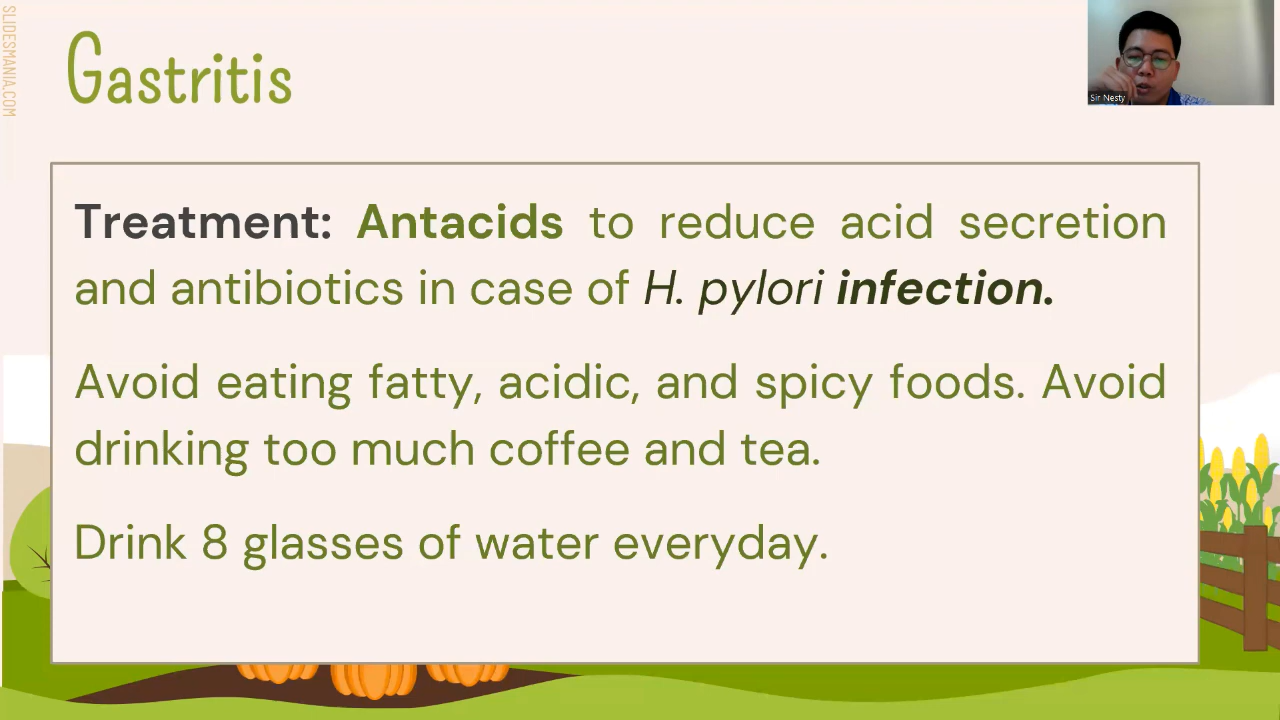 SLIDESMANIA.COM
Gastritis
Sir Nesty
Treatment: Antacids to reduce acid secretion
and antibiotics in case of H. pylori infection.
Avoid eating fatty, acidic, and spicy foods. Avoid
drinking too much coffee and tea.
Drink 8 glasses of water everyday.